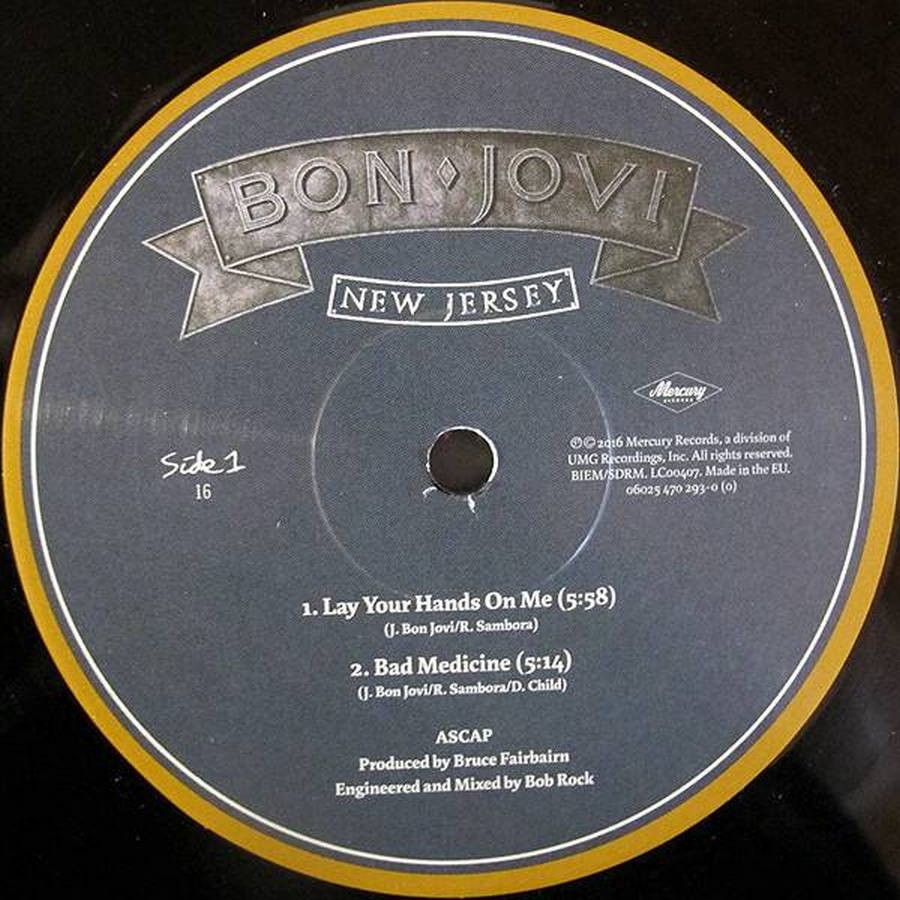 BON JOVI
NEW JERSEY
Mercury
RECORDS
℗© 2016 Mercury Records, a division of
UMG Recordings, Inc. All rights reserved.
BIEM/SDRM. LC00407. Made in the EU.
06025 470 293-0 (0)
Side 1
16
1. Lay Your Hands On Me (5:58)
(J. Bon Jovi/R. Sambora)
2. Bad Medicine (5:14)
(J. Bon Jovi/R. Sambora/D. Child)
ASCAP
Produced by Bruce Fairbairn
Engineered and Mixed by Bob Rock